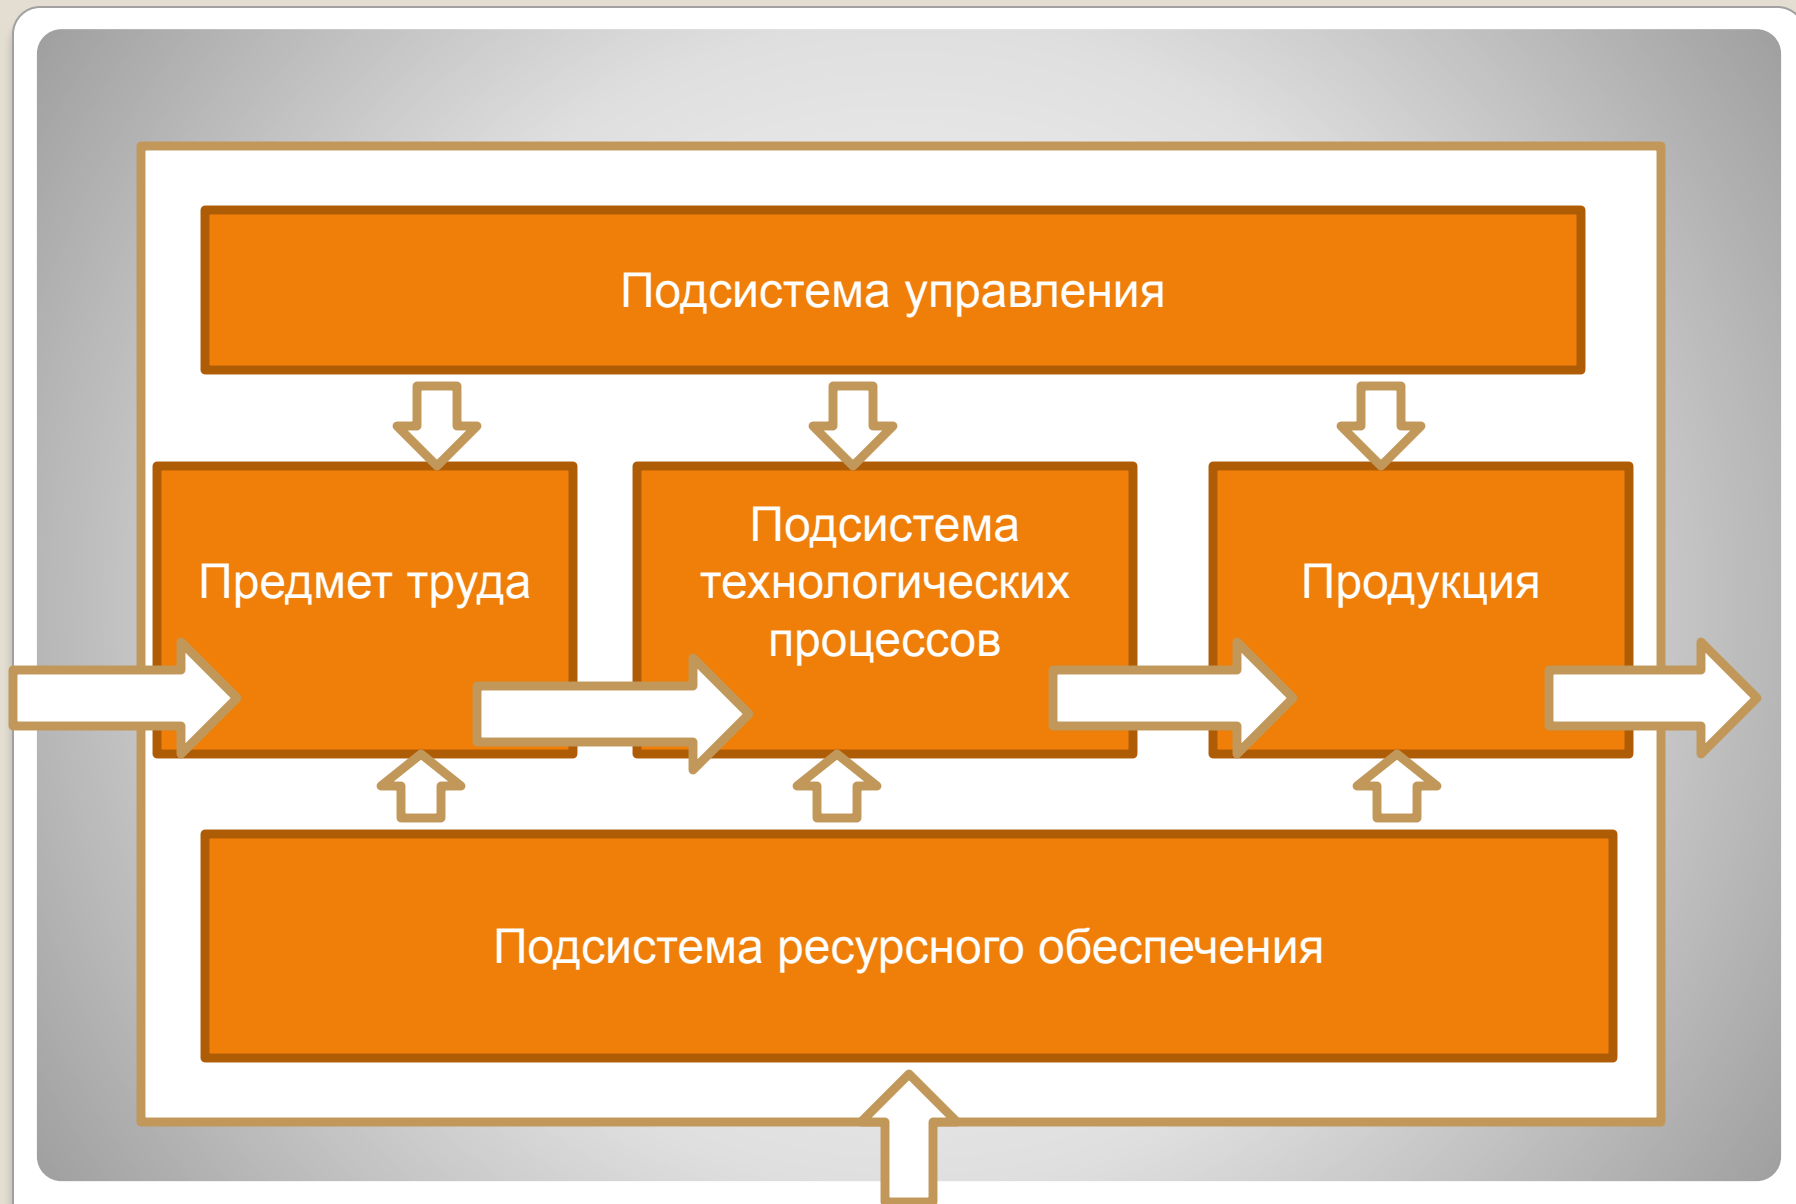 Подсистема управления
Предмет труда
Подсистема
технологических
процессов
Продукция
Подсистема ресурсного обеспечения